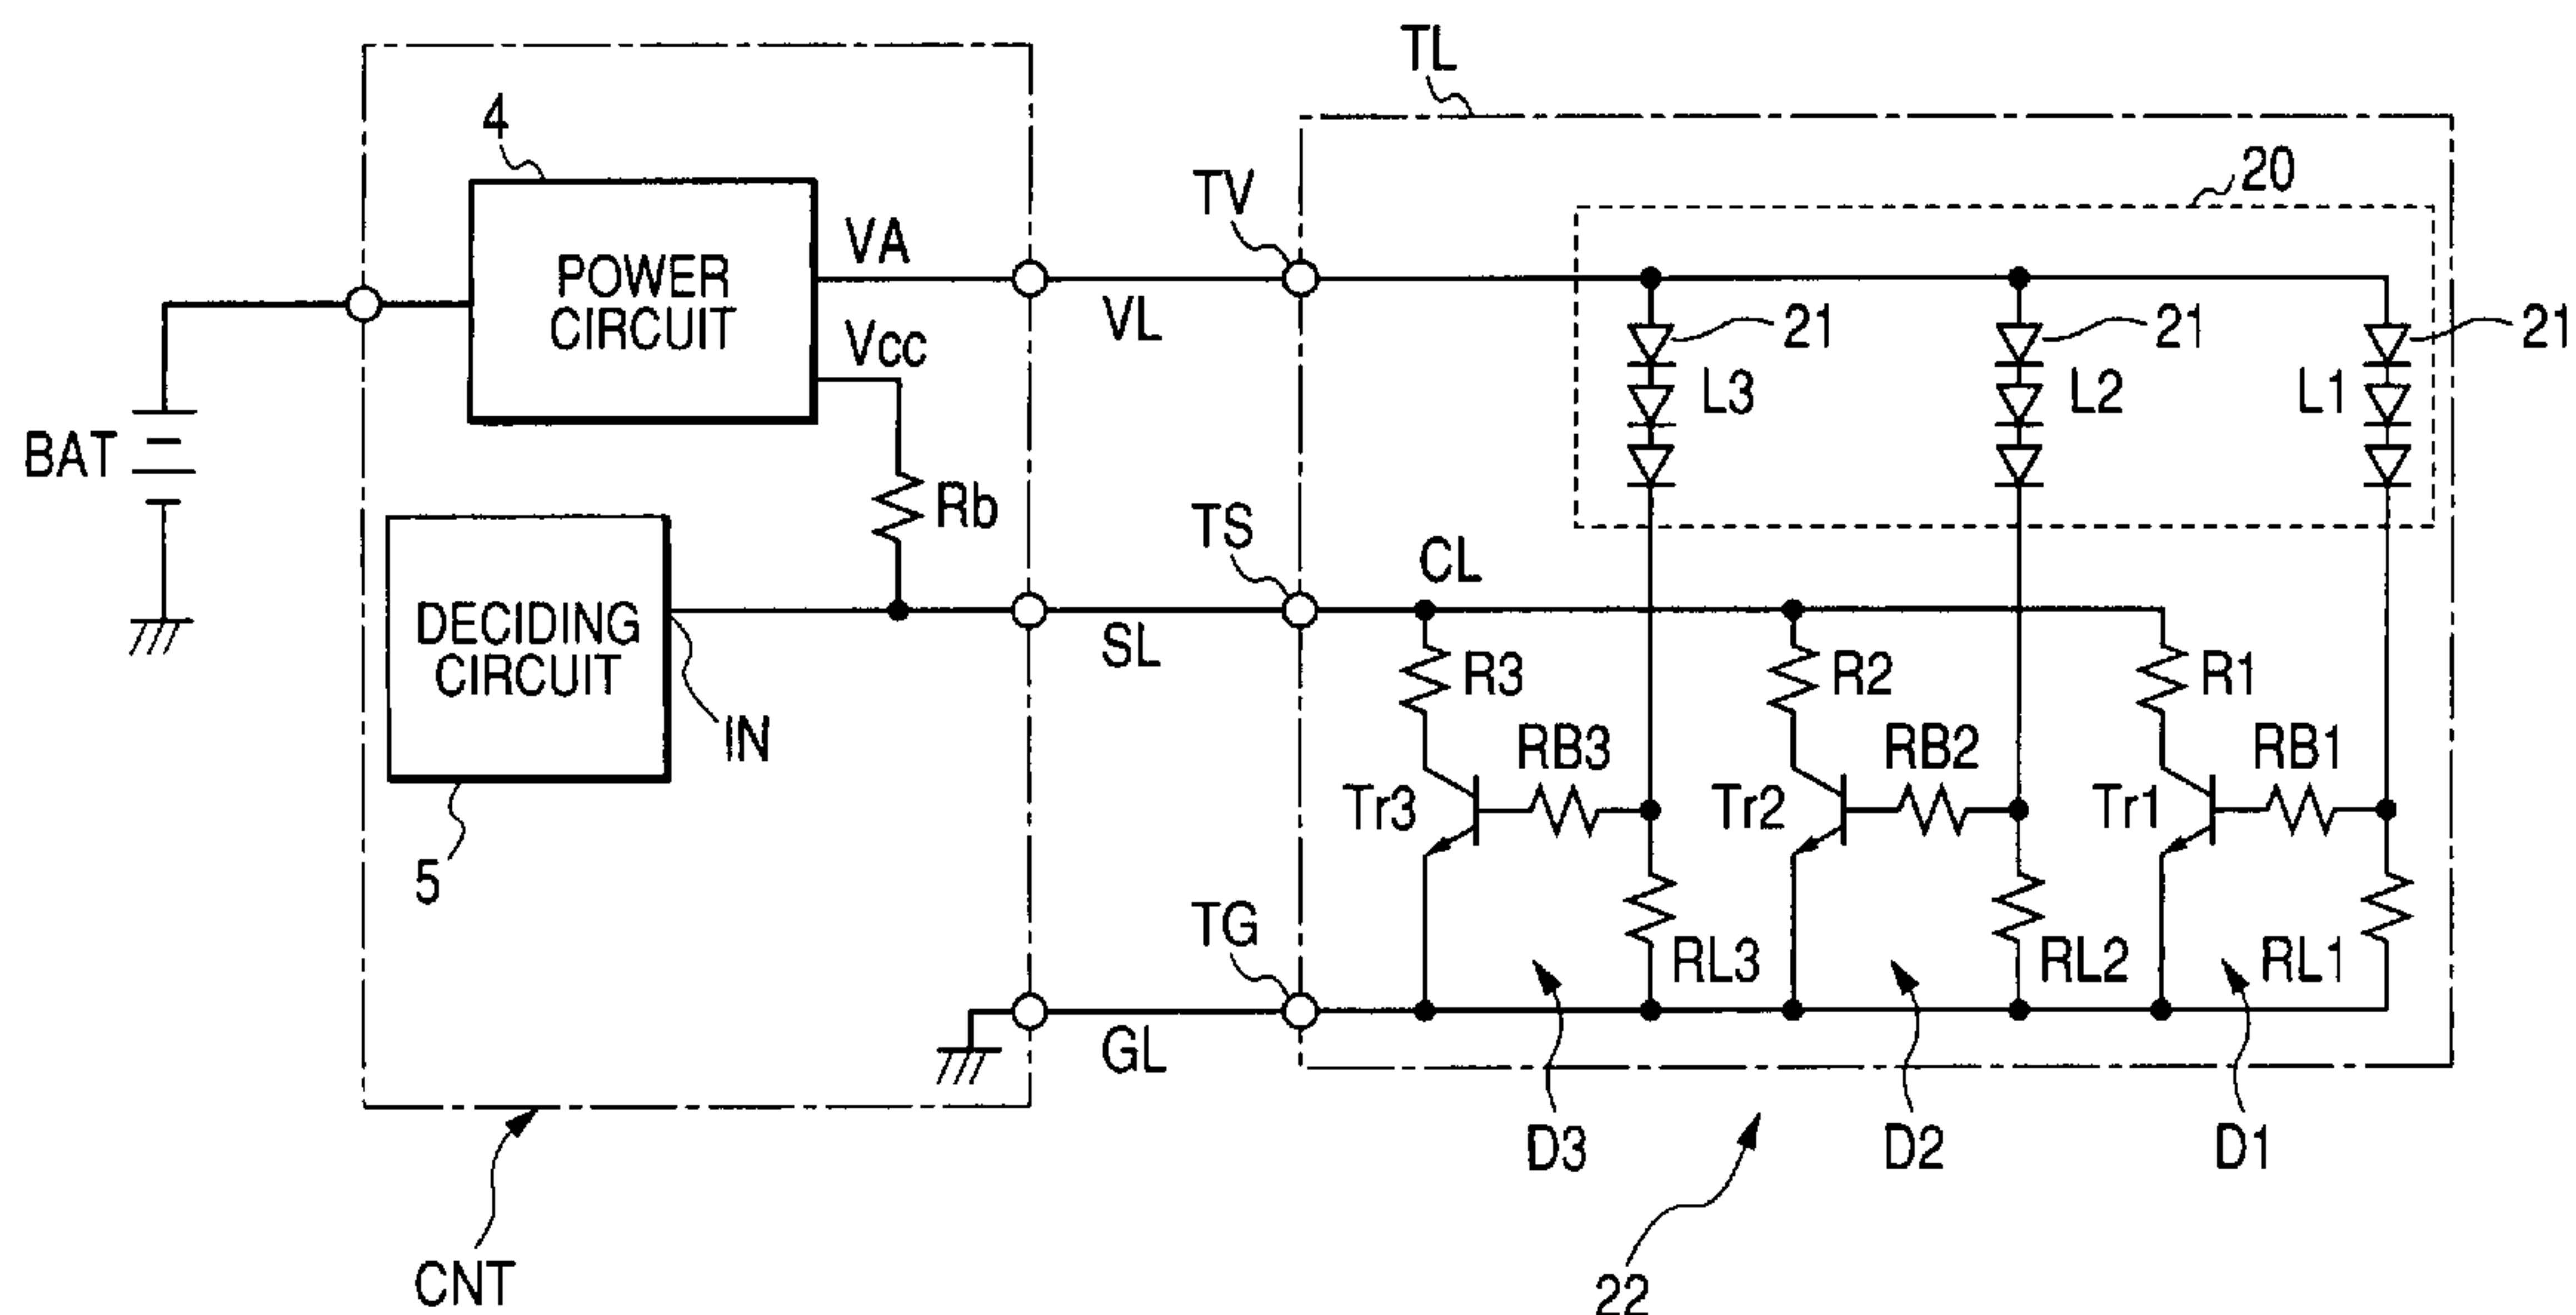 TL
4
20
TV
VA
POWER
CIRCUIT
VL
Vcc
21
21
21
L3
L2
L1
BAT
Rb
TS
CL
DECIDING
CIRCUIT
SL
IN
R3
R2
R1
RB3
RB2
RB1
Tr3
Tr2
Tr1
5
TG
RL3
RL2
RL1
GL
D3
D2
D1
CNT
22